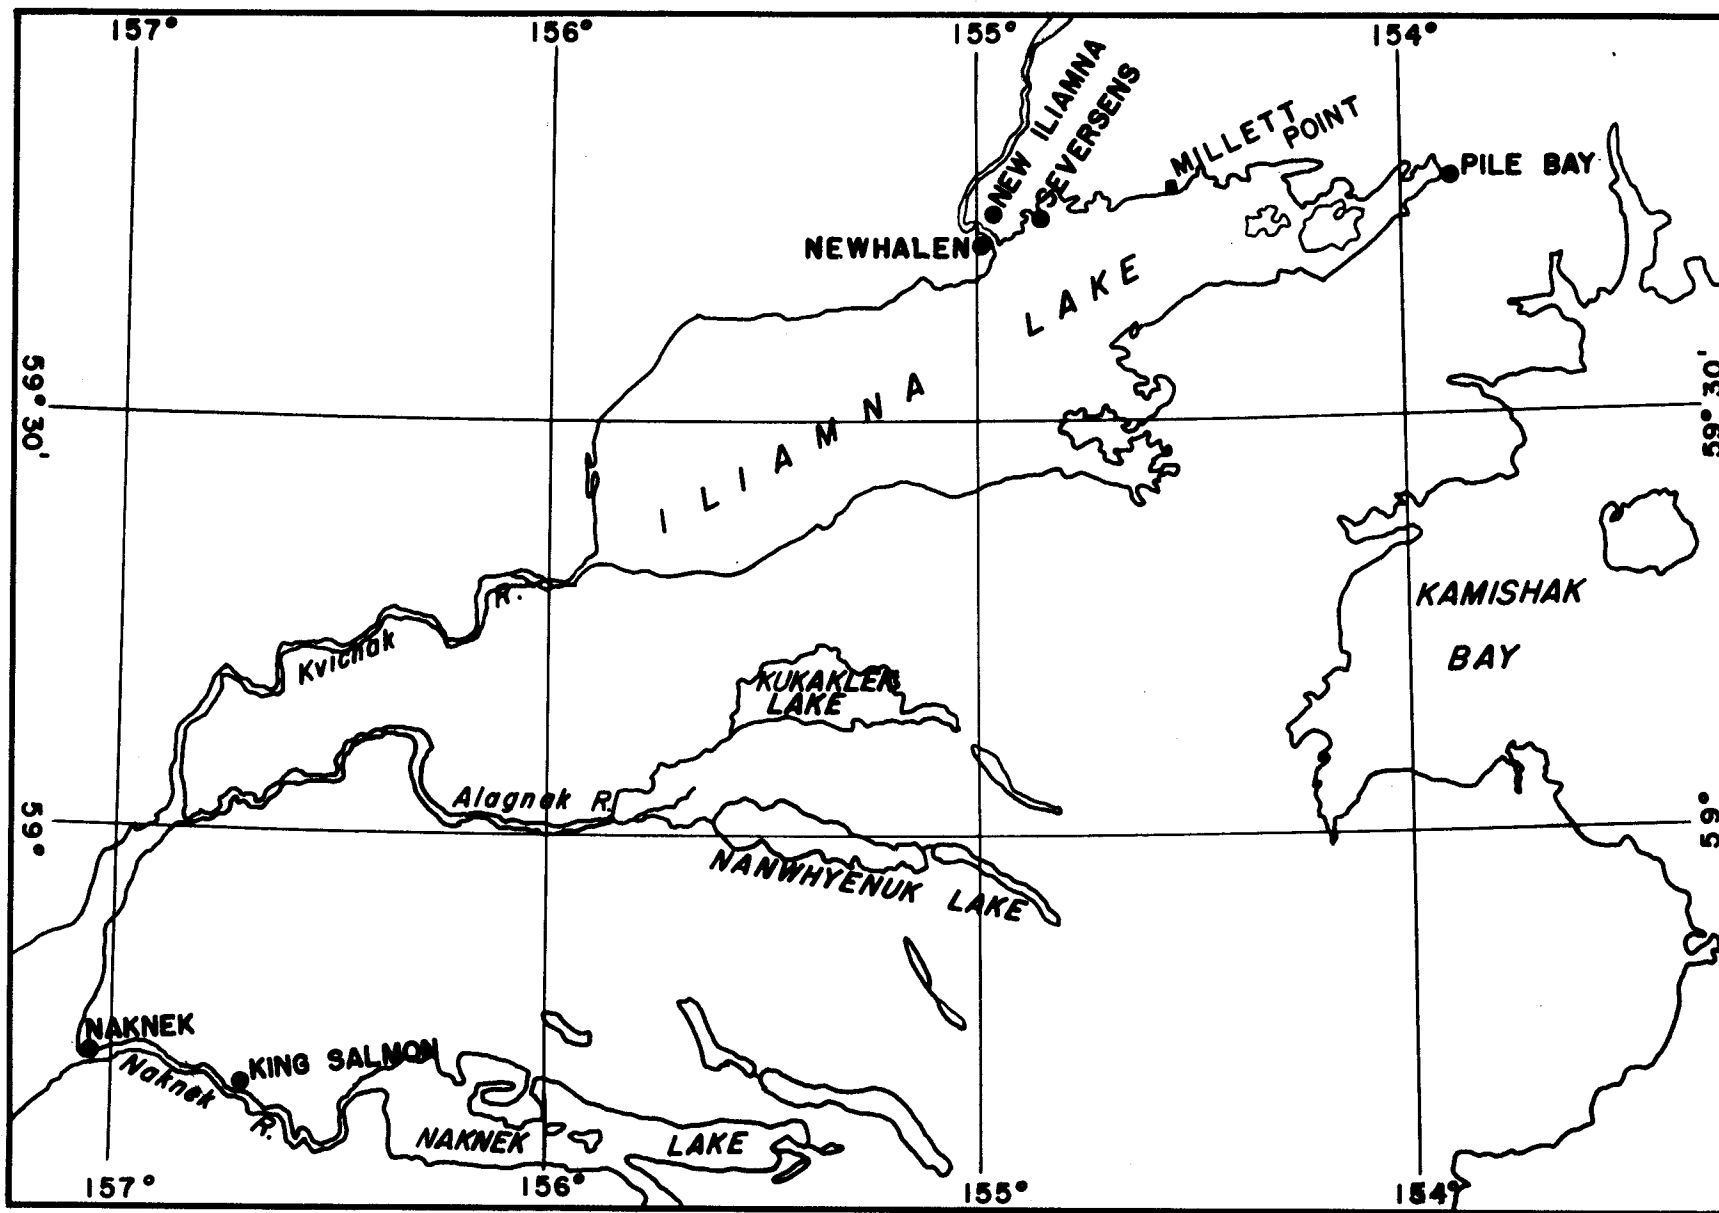 157°
156°
155°
154°
NEW ILIAMNA
SEVERSENS
MILLETT
POINT
PILE BAY
NEWHALEN
LAKE
ILIAMNA
59° 30'
59° 30'
R.
Kvichak
KAMISHAK
BAY
KUKAKLEK
LAKE
Alagnak R.
59°
59°
NANWHYENUK LAKE
NAKNEK
KING SALMON
Naknek
R.
NAKNEK LAKE
157°
156°
155°
154°